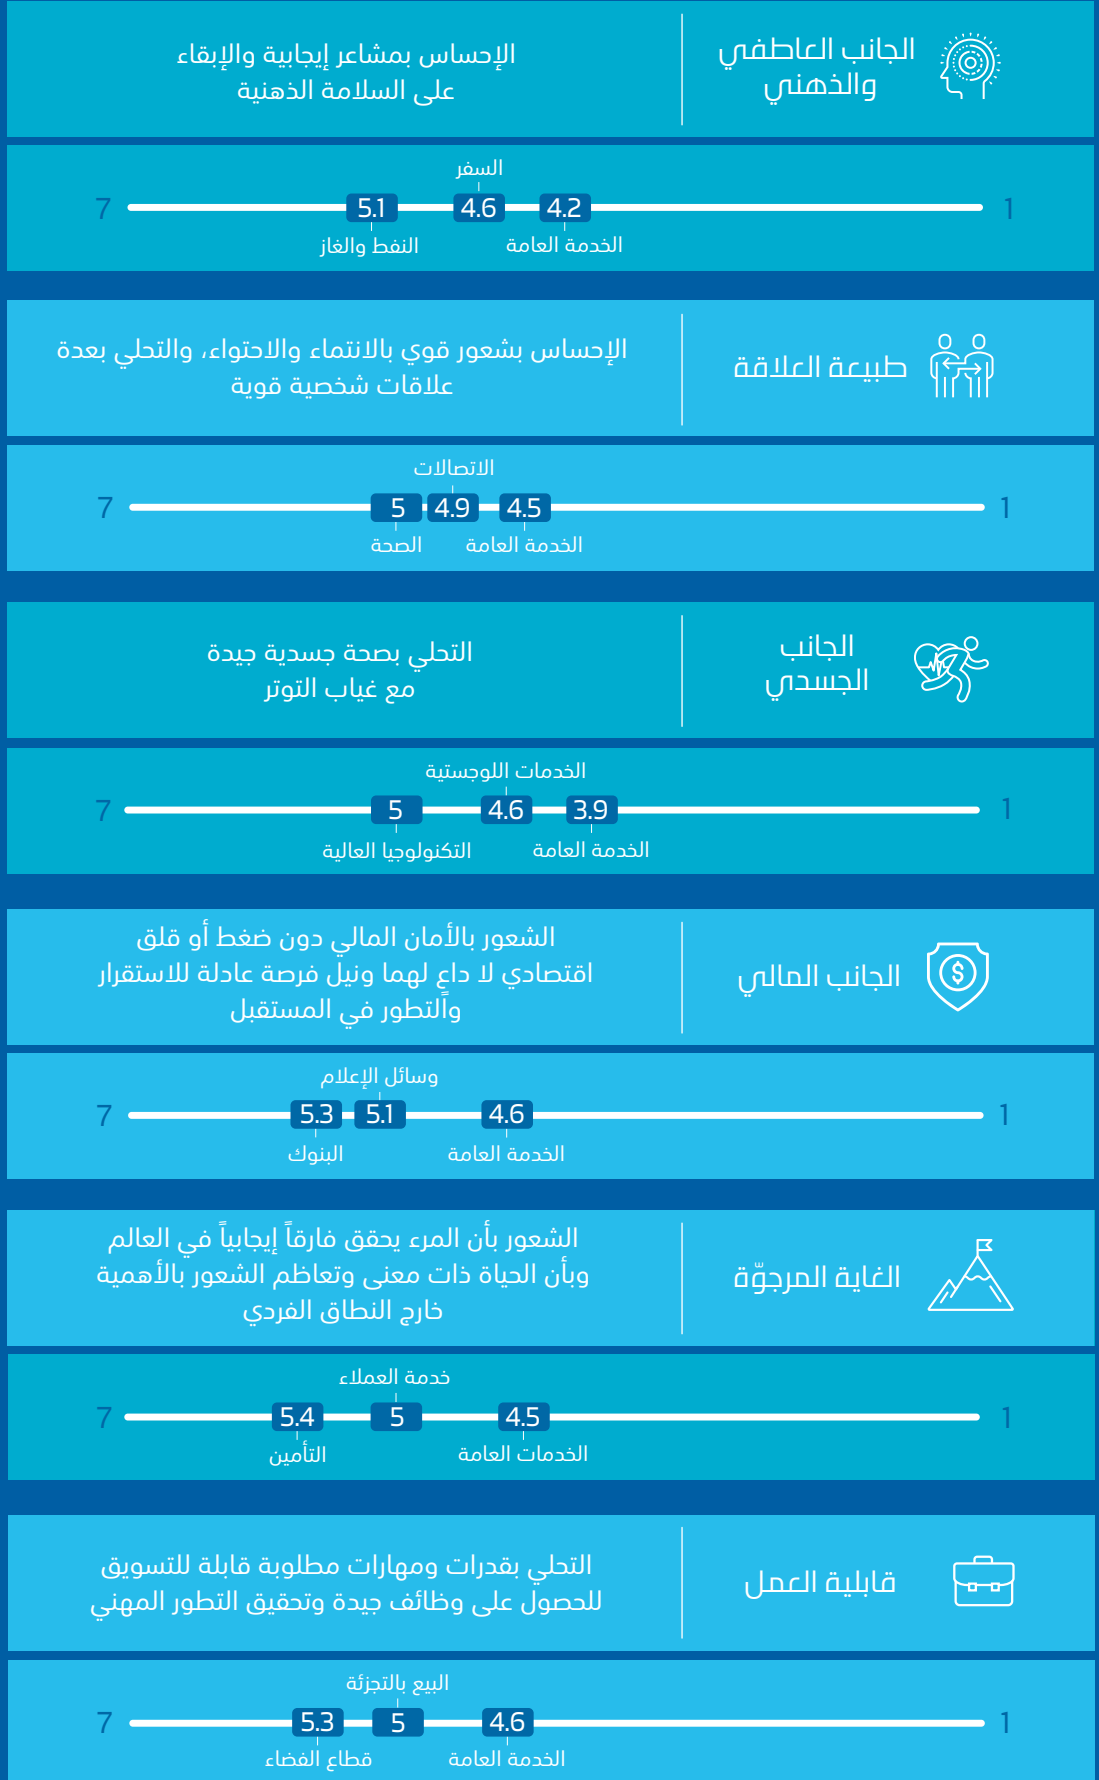 الجانب العاطفي
والذهني
الإحساس بمشاعر إيجابية والإبقاء
على السلامة الذهنية
السفر
1
4.2
4.6
5.1
7
الخدمة العامة
النفط والغاز
طبيعة العلاقة
الإحساس بشعور قوي بالانتماء والاحتواء، والتحلي بعدة
علاقات شخصية قوية
الاتصالات
1
4.5
4.9
5
7
الخدمة العامة
الصحة
الجانب
الجسدي
التحلي بصحة جسدية جيدة
مع غياب التوتر
الخدمات اللوجستية
1
3.9
4.6
5
7
الخدمة العامة
التكنولوجيا العالية
الجانب المالي
الشعور بالأمان المالي دون ضغط أو قلق
اقتصادي لا داعٍ لهما ونيل فرصة عادلة للاستقرار
والتطور في المستقبل
وسائل الإعلام
1
4.6
5.1
5.3
7
الخدمة العامة
البنوك
الغاية المرجوّة
الشعور بأن المرء يحقق فارقاً إيجابياً في العالم
وبأن الحياة ذات معنى وتعاظم الشعور بالأهمية
خارج النطاق الفردي
خدمة العملاء
1
4.5
5
5.4
7
الخدمات العامة
التأمين
قابلية العمل
التحلي بقدرات ومهارات مطلوبة قابلة للتسويق
للحصول على وظائف جيدة وتحقيق التطور المهني
البيع بالتجزئة
1
4.6
5
5.3
7
الخدمة العامة
قطاع الفضاء